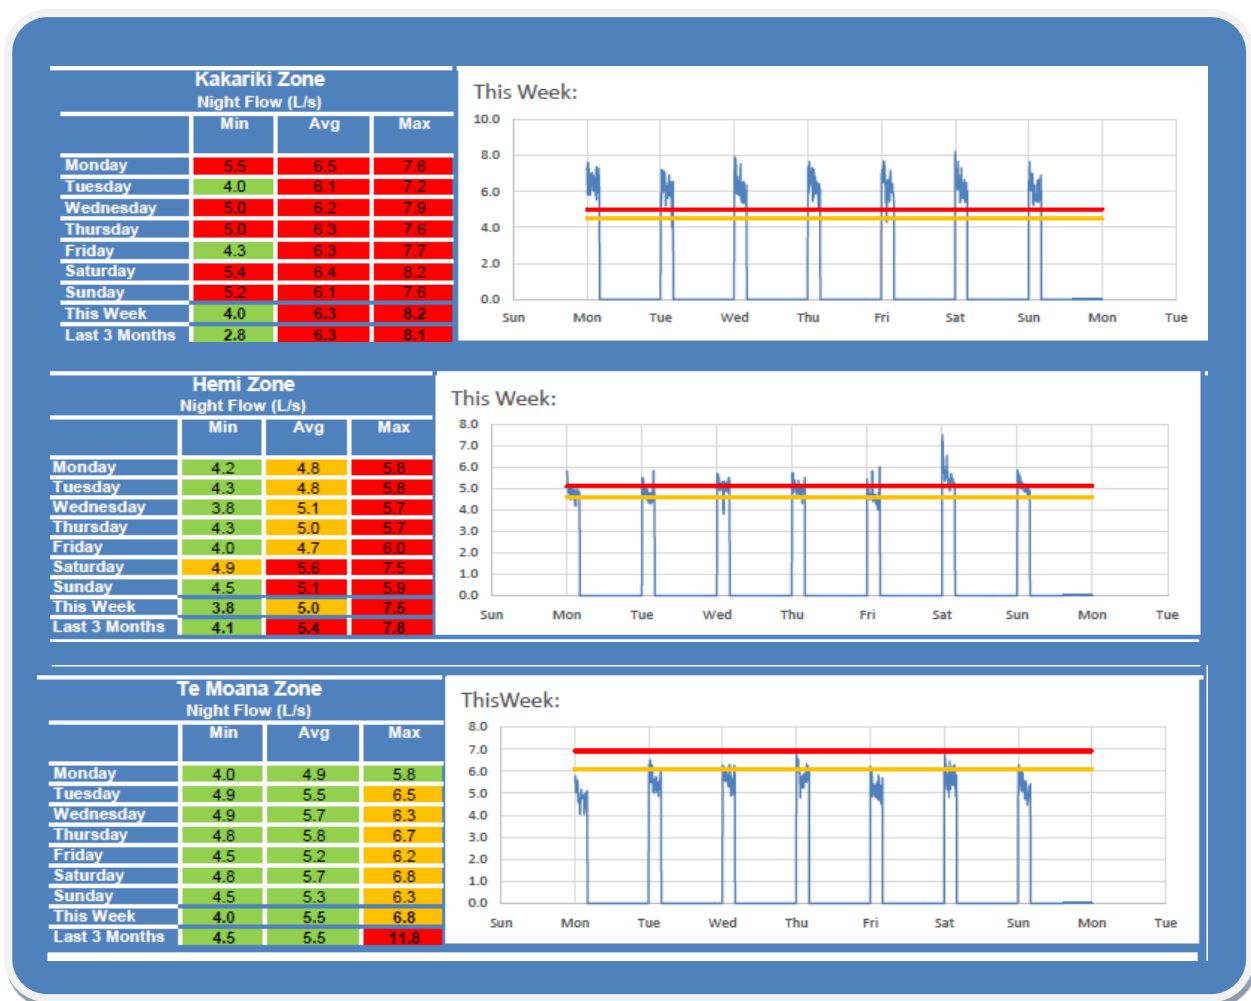 Kakariki Zone
Night Flow (L/s)
Min Avg Max
Monday 5.5 6.5 7.6
Tuesday 4.0 6.1 7.2
Wednesday 5.0 6.2 7.9
Thursday 5.0 6.3 7.6
Friday 4.3 6.3 7.7
Saturday 5.4 6.4 8.2
Sunday 5.2 6.1 7.6
This Week 4.0 6.3 8.2
Last 3 Months 2.8 6.3 8.1
This Week:
10.0
8.0
6.0
4.0
2.0
0.0
Sun Mon Tue Wed Thu Fri Sat Sun Mon Tue
Hemi Zone
Night Flow (L/s)
Min Avg Max
Monday 4.2 4.8 5.8
Tuesday 4.3 4.8 5.8
Wednesday 3.8 5.1 5.7
Thursday 4.3 5.0 5.7
Friday 4.0 4.7 6.0
Saturday 4.9 5.6 7.5
Sunday 4.5 5.1 5.9
This Week 3.8 5.0 7.5
Last 3 Months 4.1 5.4 7.8
This Week:
8.0
7.0
6.0
5.0
4.0
3.0
2.0
1.0
0.0
Sun Mon Tue Wed Thu Fri Sat Sun Mon Tue
Te Moana Zone
Night Flow (L/s)
Min Avg Max
Monday 4.0 4.9 5.8
Tuesday 4.9 5.5 6.5
Wednesday 4.9 5.7 6.3
Thursday 4.8 5.8 6.7
Friday 4.5 5.2 6.2
Saturday 4.8 5.7 6.8
Sunday 4.5 5.3 6.3
This Week 4.0 5.5 6.8
Last 3 Months 4.5 5.5 11.8
ThisWeek:
8.0
7.0
6.0
5.0
4.0
3.0
2.0
1.0
0.0
Sun Mon Tue Wed Thu Fri Sat Sun Mon Tue